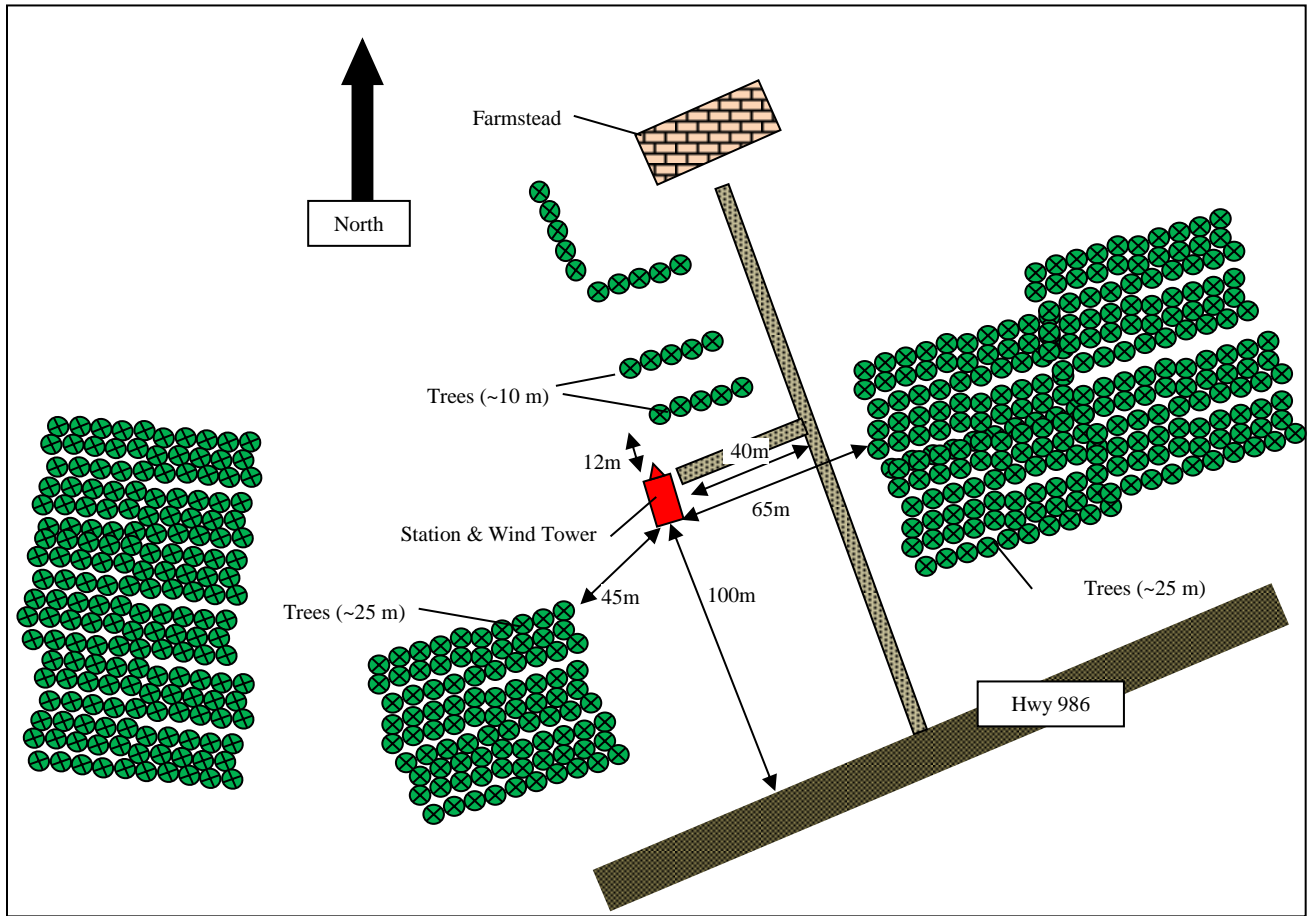 Farmstead
North
Trees (~10 m)
12m
40m
65m
Station & Wind Tower
45m
100m
Trees (~25 m)
Trees (~25 m)
Hwy 986